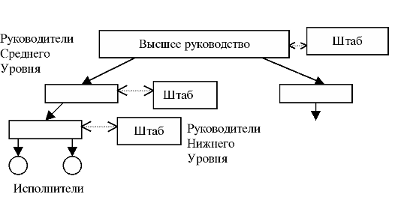 Руководители
Среднего
Уровня
Высшее руководство
Штаб
Штаб
Штаб
Руководители
Нижнего
Уровня
Исполнители